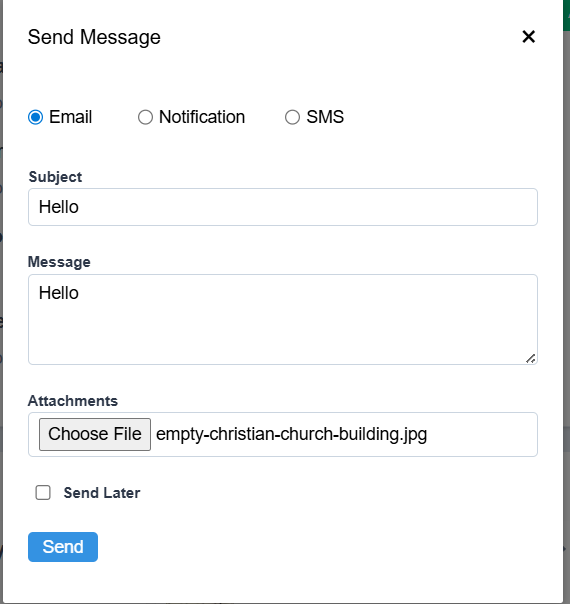 Send Message
Email Notification SMS
Subject
Hello
Message
Hello
Attachments
Choose File empty-christian-church-building.jpg
Send Later
Send